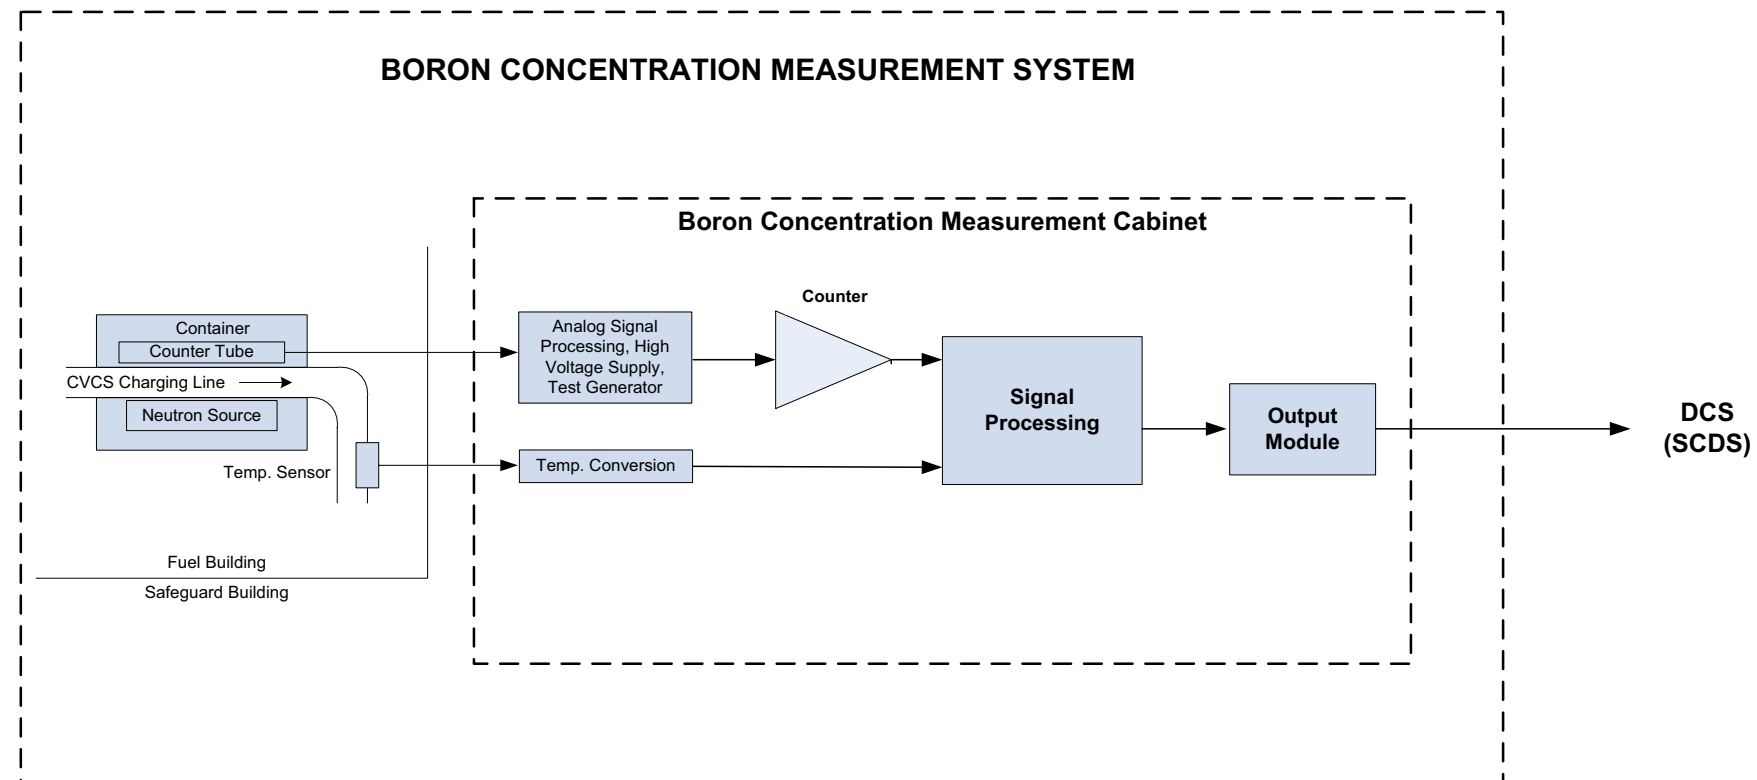 BORON CONCENTRATION MEASUREMENT SYSTEM
Boron Concentration Measurement Cabinet
Counter
Container
Counter Tube
CVCS Charging Line
Neutron Source
Temp. Sensor
Analog Signal
Processing, High
Voltage Supply,
Test Generator
Temp. Conversion
Signal
Processing
Output
Module
DCS
(SCDS)
Fuel Building
Safeguard Building